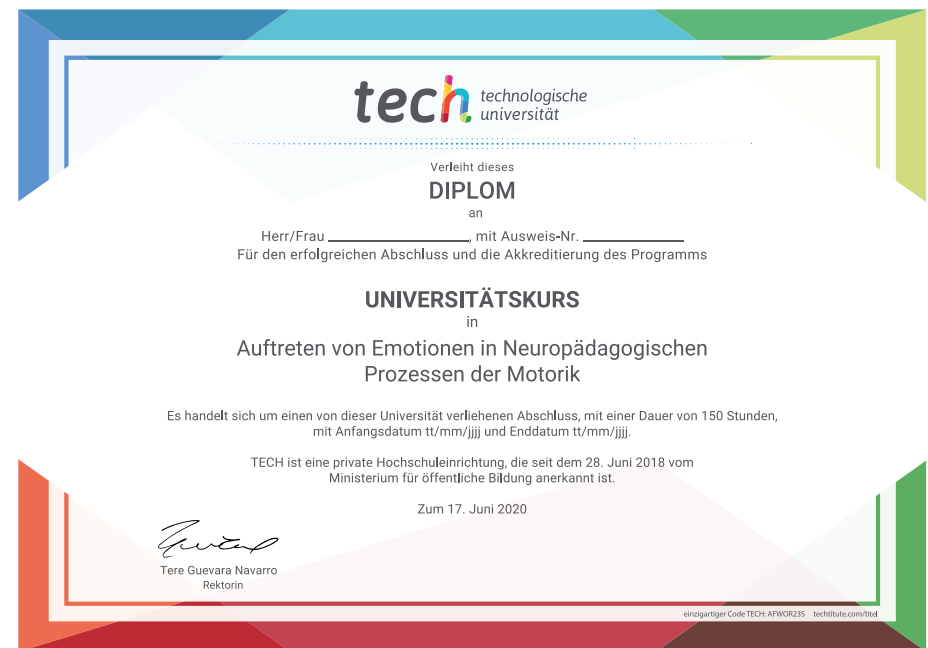 tech technologische
universität
Verleiht dieses
DIPLOM
an
Herr/Frau ____________________, mit Ausweis-Nr. ______________
Für den erfolgreichen Abschluss und die Akkreditierung des Programms
UNIVERSITÄTSKURS
in
Auftreten von Emotionen in Neuropädagogischen
Prozessen der Motorik
Es handelt sich um einen von dieser Universität verliehenen Abschluss, mit einer Dauer von 150 Stunden,
mit Anfangsdatum tt/mm/jjjj und Enddatum tt/mm/jjjj.
TECH ist eine private Hochschuleinrichtung, die seit dem 28. Juni 2018 vom
Ministerium für öffentliche Bildung anerkannt ist.
Zum 17. Juni 2020
Tere Guevara Navarro
Rektorin
einzigartiger Code TECH: AFWOR23S techtitute.com/titel